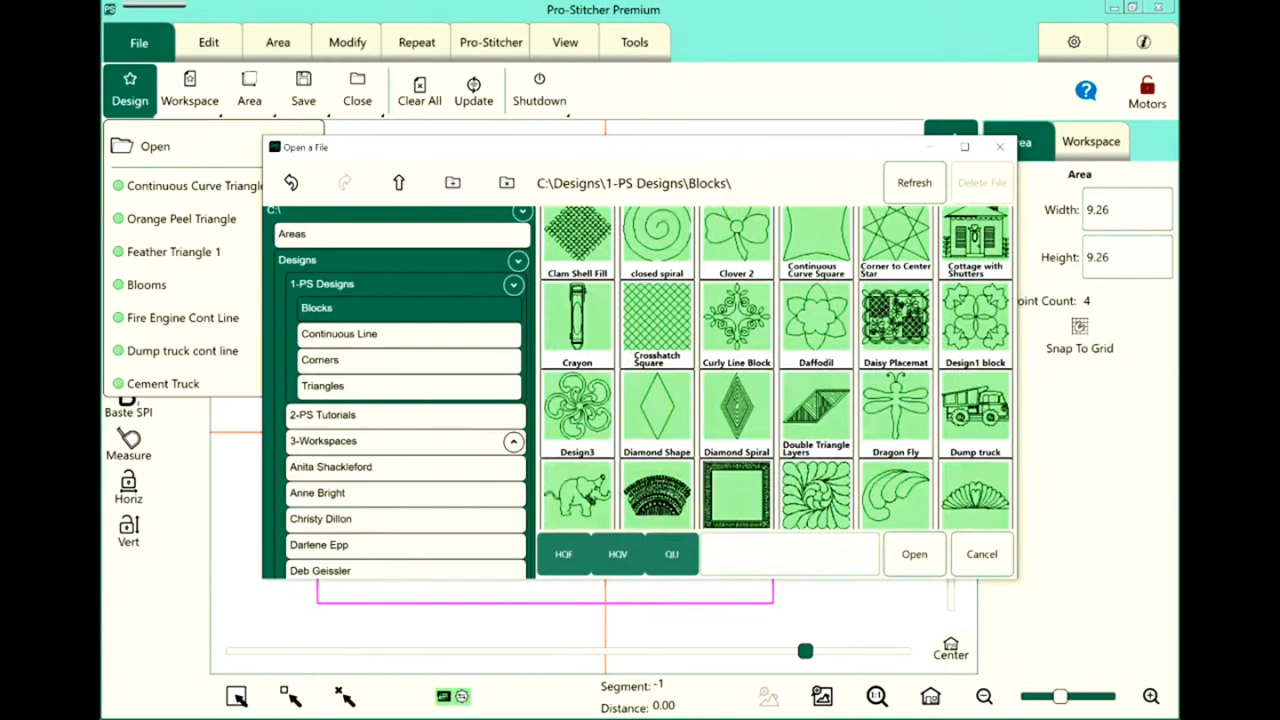 PS
Pro-Stitcher Premium
File
Edit
Area
Modify
Repeat
Pro-Stitcher
View
Tools
Design
Workspace
Area
Save
Close
Clear All
Update
Shutdown
?
Motors
Open
Continuous Curve Triangle
Orange Peel Triangle
Feather Triangle 1
Blooms
Fire Engine Cont Line
Dump truck cont line
Cement Truck
Baste SPI
Measure
Horiz
Vert
Open a File
C:\Designs\1-PS Designs\Blocks\
Refresh
Delete File
C:\
Areas
Designs
1-PS Designs
Blocks
Continuous Line
Corners
Triangles
2-PS Tutorials
3-Workspaces
Anita Shackleford
Anne Bright
Christy Dillon
Darlene Epp
Deb Geissler
Clam Shell Fill
closed spiral
Clover 2
Continuous
Curve Square
Corner to Center
Star
Cottage with
Shutters
Crayon
Crosshatch
Square
Curly Line Block
Daffodil
Daisy Placemat
Design1 block
Design3
Diamond Shape
Diamond Spiral
Double Triangle
Layers
Dragon Fly
Dump truck
HQF
HQV
QLI
Open
Cancel
ea
Workspace
Area
Width:
9.26
Height:
9.26
oint Count: 4
Snap To Grid
Center
Segment: -1
Distance: 0.00